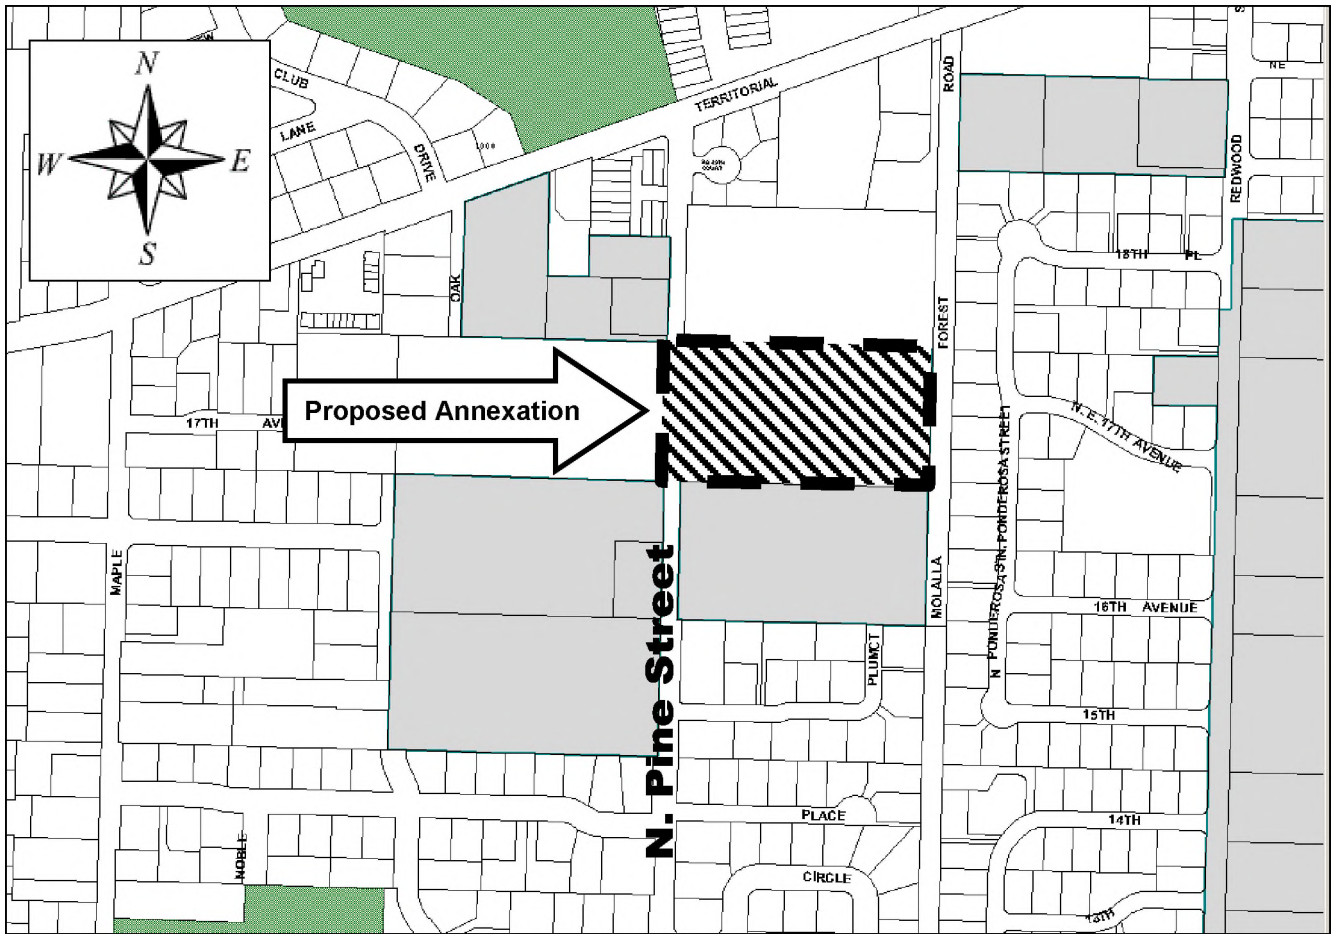 N
W
E
S
CLUB
LANE
DRIVE
TERRITORIAL
ROAD
NE
REDWOOD
18TH PL
OAK
FOREST
Proposed Annexation
17TH
N. E. 17TH AVENUE
N. PONDEROSA STREET
MAPLE
N. Pine Street
MOLALLA
16TH AVENUE
N PONDEROSA ST
PLUM CT
15TH
PLACE
14TH
NOBLE
CIRCLE
13TH